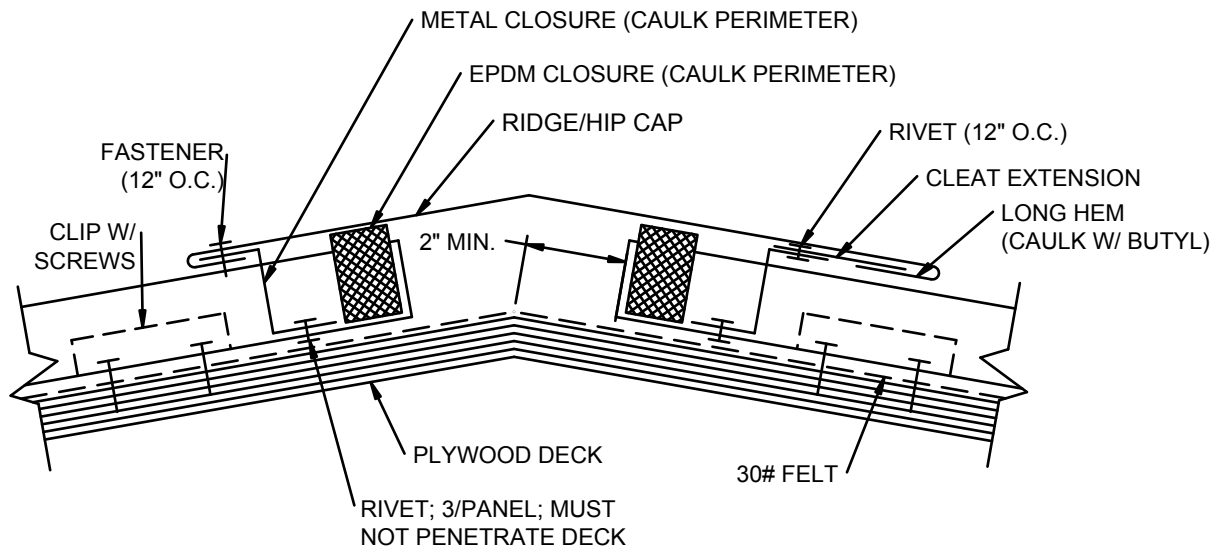 METAL CLOSURE (CAULK PERIMETER)
EPDM CLOSURE (CAULK PERIMETER)
RIDGE/HIP CAP
RIVET (12" O.C.)
FASTENER
(12" O.C.)
CLEAT EXTENSION
LONG HEM
(CAULK W/ BUTYL)
CLIP W/
SCREWS
2" MIN.
PLYWOOD DECK
30# FELT
RIVET; 3/PANEL; MUST
NOT PENETRATE DECK